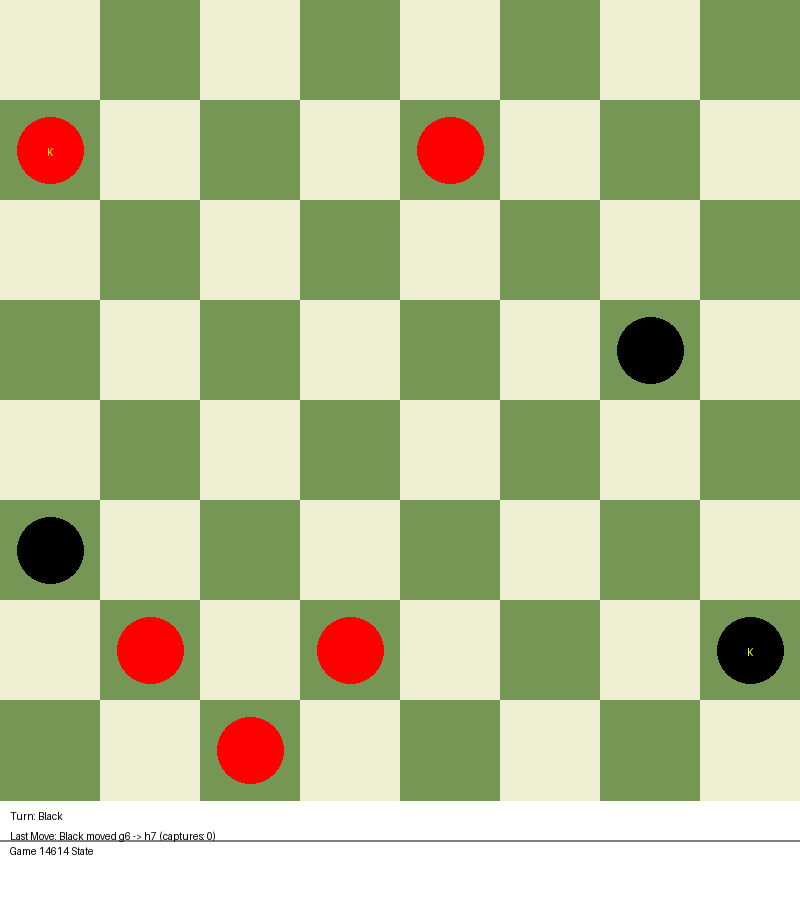 K
K
Turn: Black
Last Move: Black moved g6 -> h7 (captures: 0)
Game 14614 State